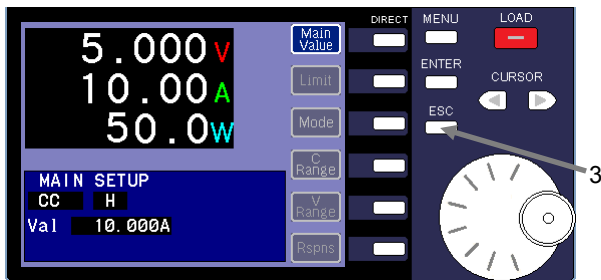 5.000V
10.00A
50.0W
MAIN SETUP
CC H
Val 10.000A
Main
Value
Limit
Mode
C
Range
V
Range
Rspns
DIRECT
MENU
LOAD
ENTER
CURSOR
ESC
3